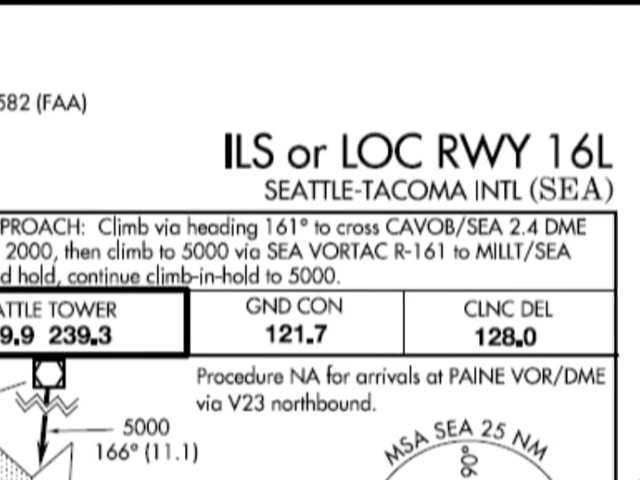 582 (FAA)
ILS or LOC RWY 16L
SEATTLE-TACOMA INTL (SEA)
PROACH: Climb via heading 161° to cross CAVOB/SEA 2.4 DME
2000, then climb to 5000 via SEA VORTAC R-161 to MILLT/SEA
d hold, continue climb-in-hold to 5000.
ATTLE TOWER
9.9 239.3
GND CON
121.7
CLNC DEL
128.0
Procedure NA for arrivals at PAINE VOR/DME
via V23 northbound.
5000
166° (11.1)
MSA SEA 25 NM
90°